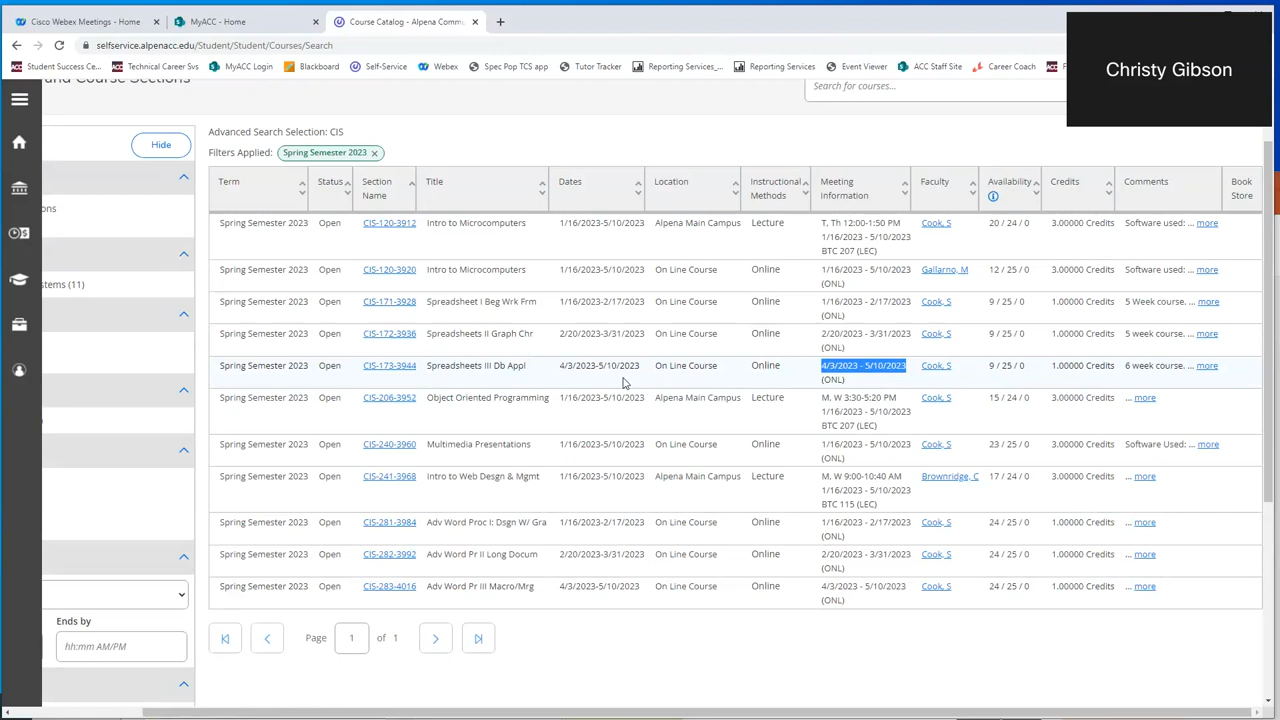 Cisco Webex Meetings - Home
MyACC - Home
Course Catalog - Alpena Commu
selfservice.alpenacc.edu/Student/Student/Courses/Search
Student Success Ce...
Technical Career Svs
MyACC Login
Blackboard
Self-Service
Webex
Spec Pop TCS app
Tutor Tracker
Reporting Services_...
Reporting Services
Event Viewer
ACC Staff Site
Career Coach
Christy Gibson
and Course Sections
Search for courses...
Hide
ons
stems (11)
Ends by
hh:mm AM/PM
Advanced Search Selection: CIS
Filters Applied: Spring Semester 2023
Term Status Section Name Title Dates Location Instructional Methods Meeting Information Faculty Availability Credits Comments Book Store
Spring Semester 2023 Open CIS-120-3912 Intro to Microcomputers 1/16/2023-5/10/2023 Alpena Main Campus Lecture T, Th 12:00-1:50 PM Cook, S 20 / 24 / 0 3.00000 Credits Software used: ... more
1/16/2023 - 5/10/2023
BTC 207 (LEC)
Spring Semester 2023 Open CIS-120-3920 Intro to Microcomputers 1/16/2023-5/10/2023 On Line Course Online 1/16/2023 - 5/10/2023 Gallarno, M 12 / 25 / 0 3.00000 Credits Software used: ... more
(ONL)
Spring Semester 2023 Open CIS-171-3928 Spreadsheet I Beg Wrk Frm 1/16/2023-2/17/2023 On Line Course Online 1/16/2023 - 2/17/2023 Cook, S 9 / 25 / 0 1.00000 Credits 5 Week course. ... more
(ONL)
Spring Semester 2023 Open CIS-172-3936 Spreadsheets II Graph Chr 2/20/2023-3/31/2023 On Line Course Online 2/20/2023 - 3/31/2023 Cook, S 9 / 25 / 0 1.00000 Credits 5 week course. ... more
(ONL)
Spring Semester 2023 Open CIS-173-3944 Spreadsheets III Db Appl 4/3/2023-5/10/2023 On Line Course Online 4/3/2023 - 5/10/2023 Cook, S 9 / 25 / 0 1.00000 Credits 6 week course. ... more
(ONL)
Spring Semester 2023 Open CIS-206-3952 Object Oriented Programming 1/16/2023-5/10/2023 Alpena Main Campus Lecture M, W 3:30-5:20 PM Cook, S 15 / 24 / 0 3.00000 Credits ... more
1/16/2023 - 5/10/2023
BTC 207 (LEC)
Spring Semester 2023 Open CIS-240-3960 Multimedia Presentations 1/16/2023-5/10/2023 On Line Course Online 1/16/2023 - 5/10/2023 Cook, S 23 / 25 / 0 3.00000 Credits Software Used: ... more
(ONL)
Spring Semester 2023 Open CIS-241-3968 Intro to Web Desgn & Mgmt 1/16/2023-5/10/2023 Alpena Main Campus Lecture M, W 9:00-10:40 AM Brownridge, C 17 / 24 / 0 3.00000 Credits ... more
1/16/2023 - 5/10/2023
BTC 115 (LEC)
Spring Semester 2023 Open CIS-281-3984 Adv Word Proc I: Dsgn W/ Gra 1/16/2023-2/17/2023 On Line Course Online 1/16/2023 - 2/17/2023 Cook, S 24 / 25 / 0 1.00000 Credits ... more
(ONL)
Spring Semester 2023 Open CIS-282-3992 Adv Word Pr II Long Docum 2/20/2023-3/31/2023 On Line Course Online 2/20/2023 - 3/31/2023 Cook, S 24 / 25 / 0 1.00000 Credits ... more
(ONL)
Spring Semester 2023 Open CIS-283-4016 Adv Word Pr III Macro/Mrg 4/3/2023-5/10/2023 On Line Course Online 4/3/2023 - 5/10/2023 Cook, S 24 / 25 / 0 1.00000 Credits ... more
(ONL)
Page 1 of 1